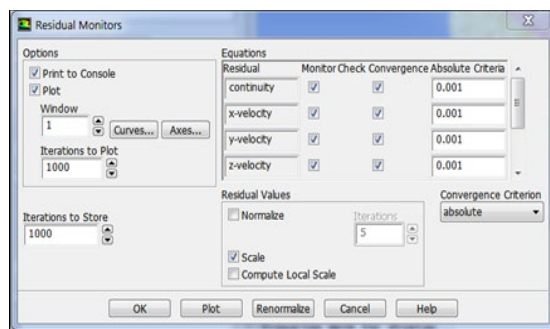 Residual Monitors
Options
Print to Console
Plot
Window
1
Curves... Axes...
Iterations to Plot
1000
Iterations to Store
1000
Equations
Residual Monitor Check Convergence Absolute Criteria
continuity 0.001
x-velocity 0.001
y-velocity 0.001
z-velocity 0.001
Residual Values
Normalize
Iterations
5
Scale
Compute Local Scale
Convergence Criterion
absolute
OK Plot Renormalize Cancel Help